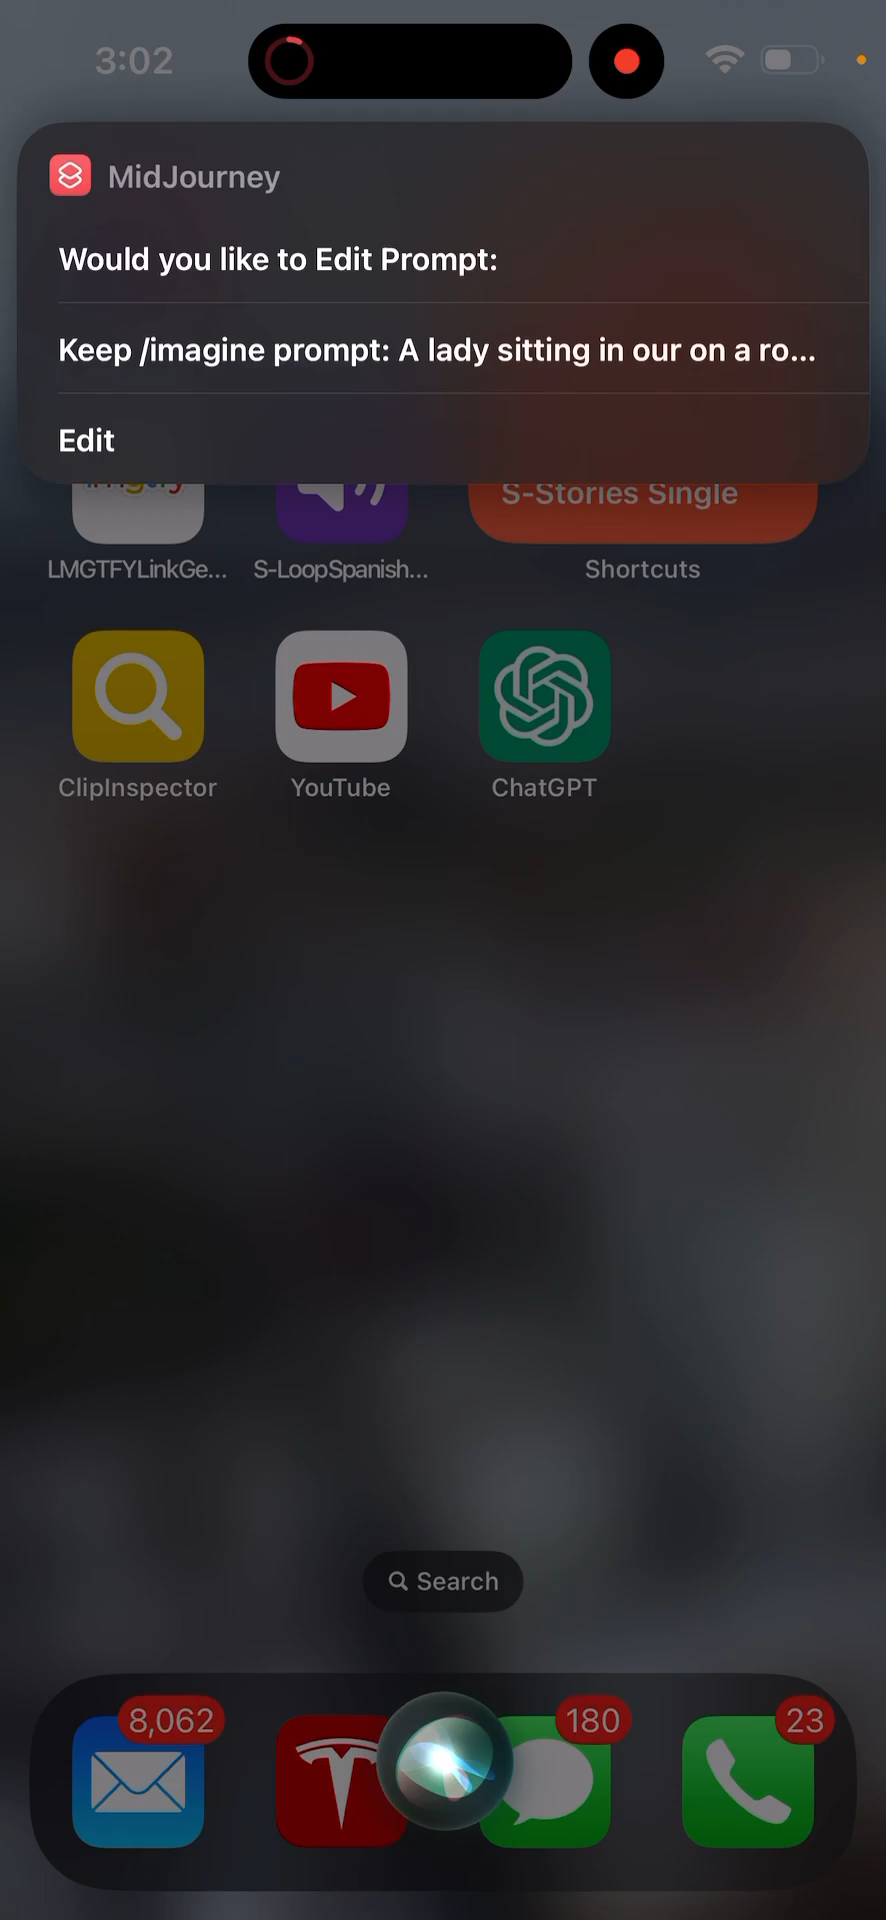 3:02
MidJourney
Would you like to Edit Prompt:
Keep /imagine prompt: A lady sitting in our on a ro...
Edit
S-Stories Single
LMGTFYLinkGe...
S-LoopSpanish...
Shortcuts
ClipInspector
YouTube
ChatGPT
Search
8,062
180
23